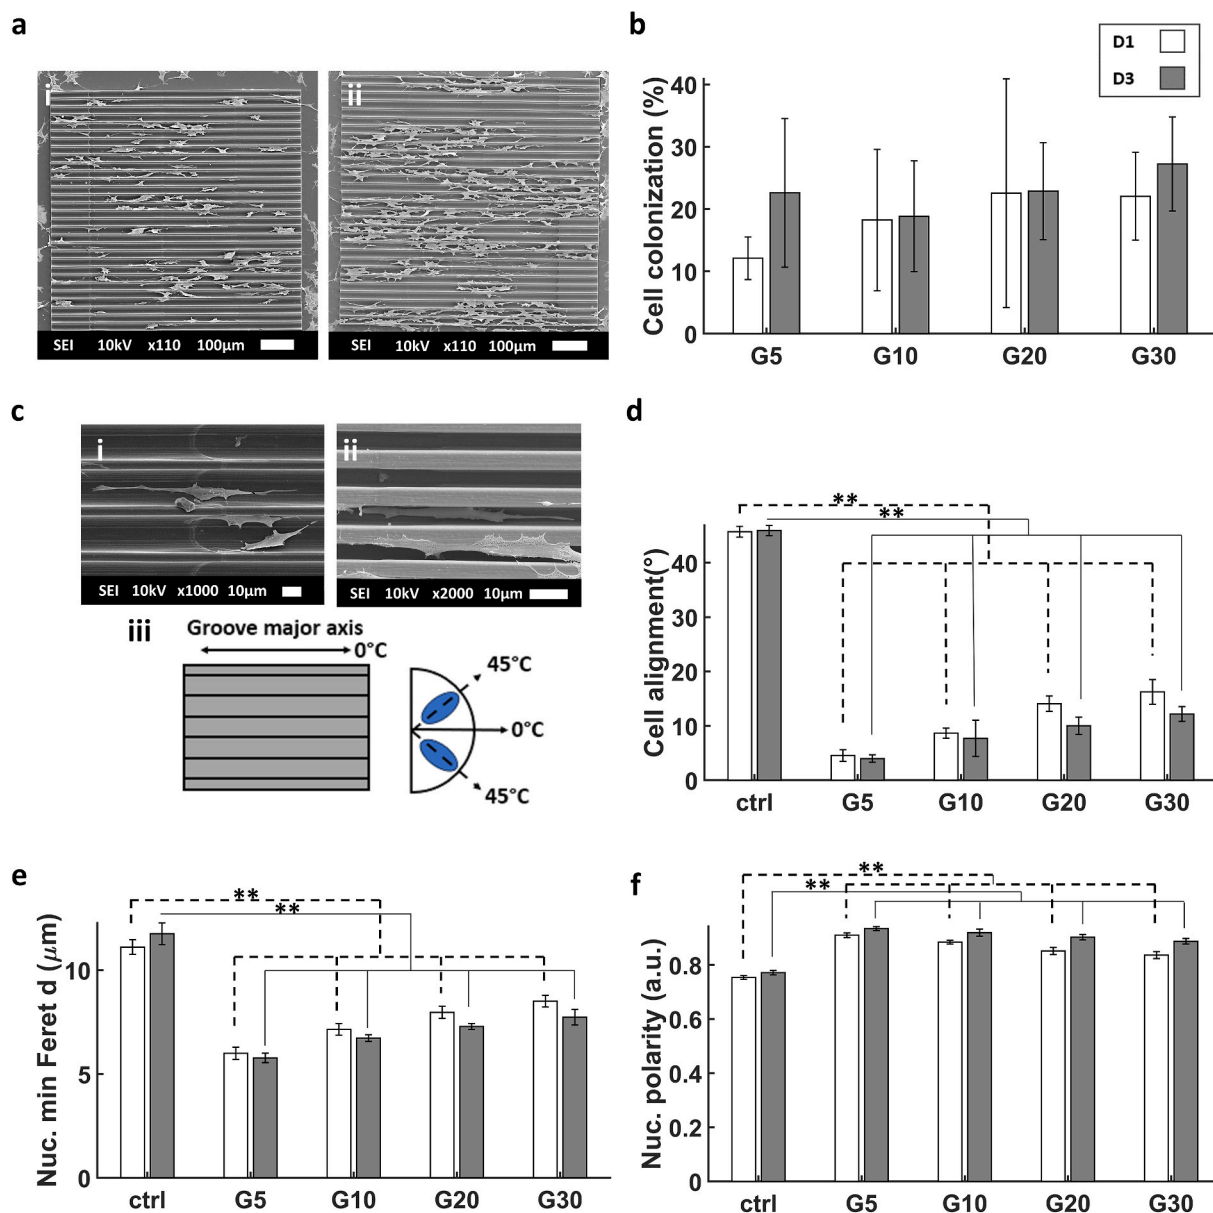 a
i
SEI 10kV x110 100µm
ii
SEI 10kV x110 100µm
b
D1
D3
Cell colonization (%)
40
30
20
10
0
G5 G10 G20 G30
c
i
SEI 10kV x1000 10µm
ii
SEI 10kV x2000 10µm
iii
Groove major axis
0°C
45°C
0°C
45°C
d
**
**
Cell alignment(°)
40
30
20
10
0
ctrl G5 G10 G20 G30
e
**
**
Nuc. min Feret d (µm)
10
5
0
ctrl G5 G10 G20 G30
f
**
**
Nuc. polarity (a.u.)
0.8
0.6
0.4
0.2
0
ctrl G5 G10 G20 G30